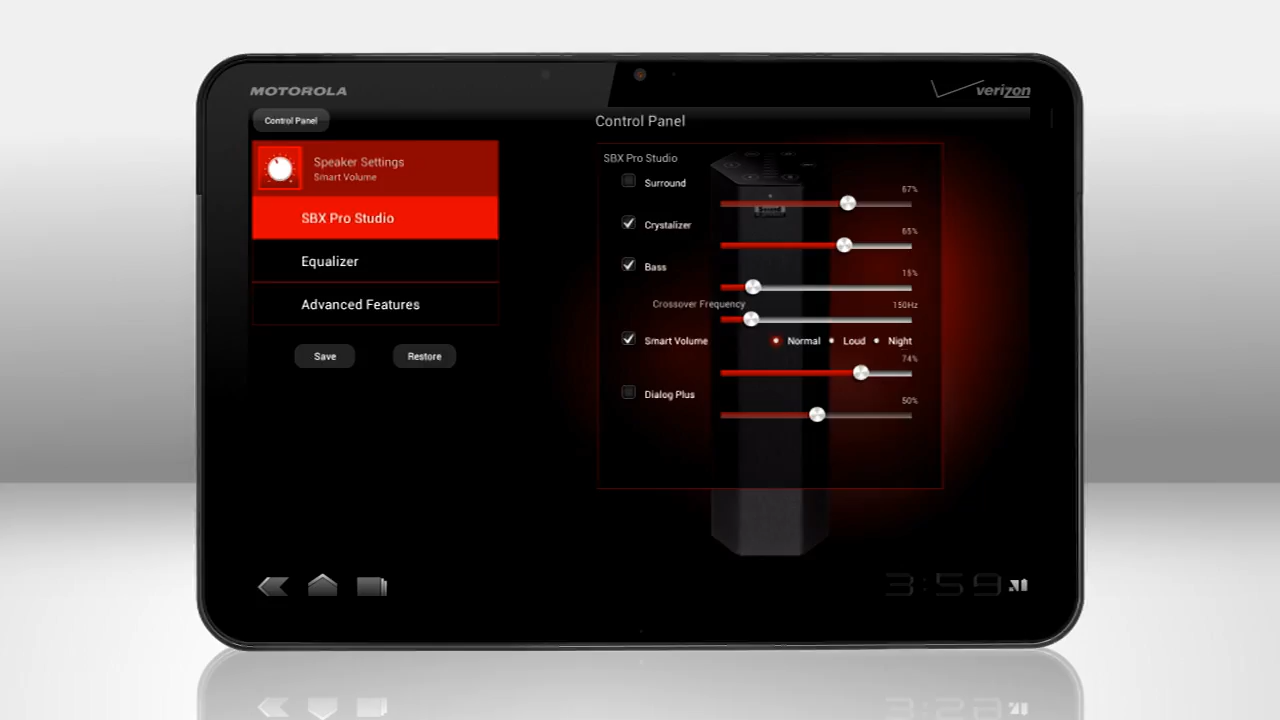 MOTOROLA
verizon
Control Panel
Control Panel
Speaker Settings
Smart Volume
SBX Pro Studio
Equalizer
Advanced Features
Save
Restore
SBX Pro Studio
Surround
67%
Crystalizer
65%
Bass
15%
Crossover Frequency
150Hz
Smart Volume
Normal
Loud
Night
74%
Dialog Plus
50%
3:59